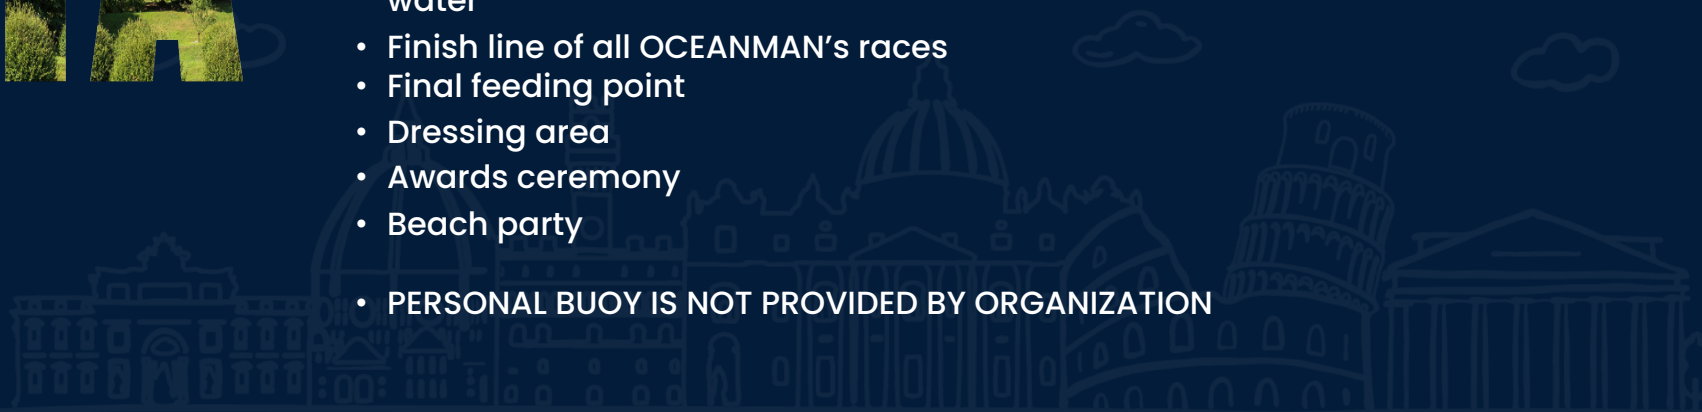 water
• Finish line of all OCEANMAN’s races
• Final feeding point
• Dressing area
• Awards ceremony
• Beach party
• PERSONAL BUOY IS NOT PROVIDED BY ORGANIZATION